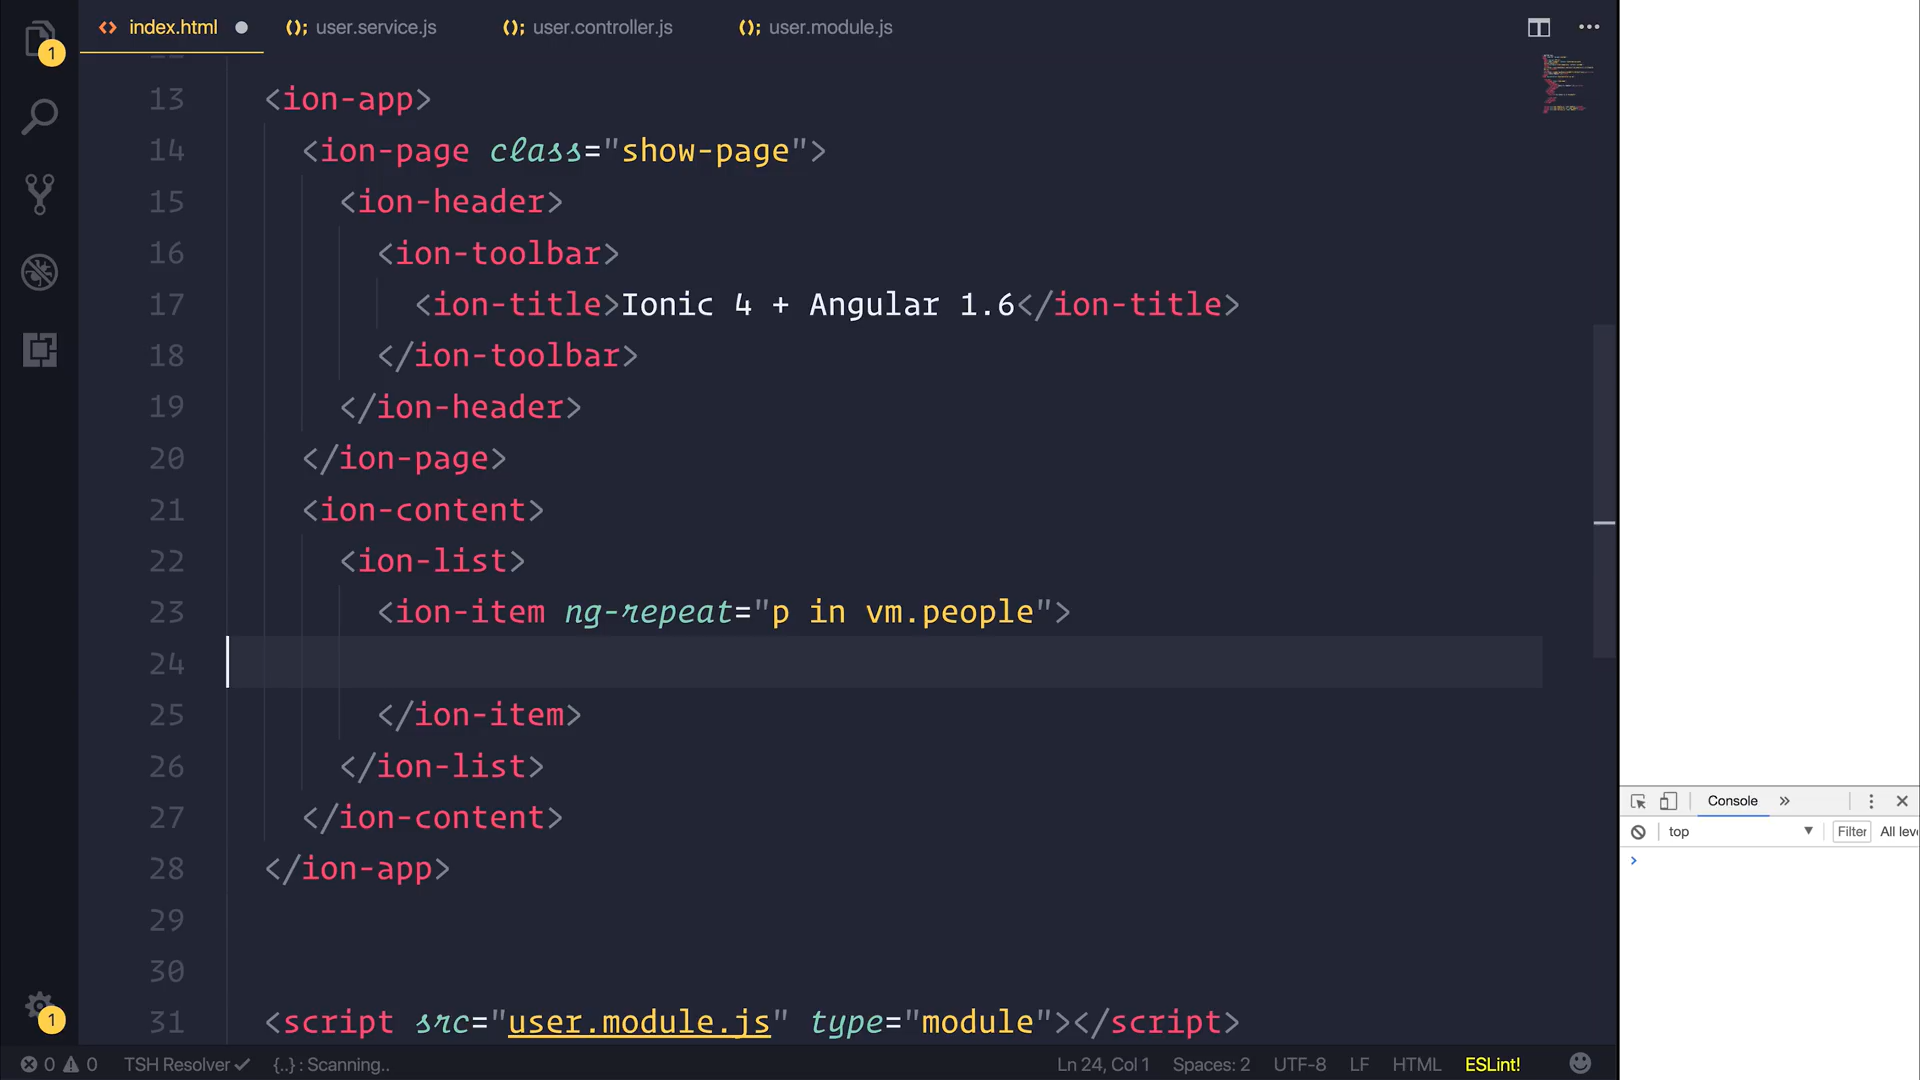 index.html
user.service.js
user.controller.js
user.module.js
1
13 <ion-app>
14 <ion-page class="show-page">
15 <ion-header>
16 <ion-toolbar>
17 <ion-title>Ionic 4 + Angular 1.6</ion-title>
18 </ion-toolbar>
19 </ion-header>
20 </ion-page>
21 <ion-content>
22 <ion-list>
23 <ion-item ng-repeat="p in vm.people">
24
25 </ion-item>
26 </ion-list>
27 </ion-content>
28 </ion-app>
29
30
31 <script src="user.module.js" type="module"></script>
1
0 0 TSH Resolver {..} : Scanning.. Ln 24, Col 1 Spaces: 2 UTF-8 LF HTML ESLint!
Console
top Filter All lev